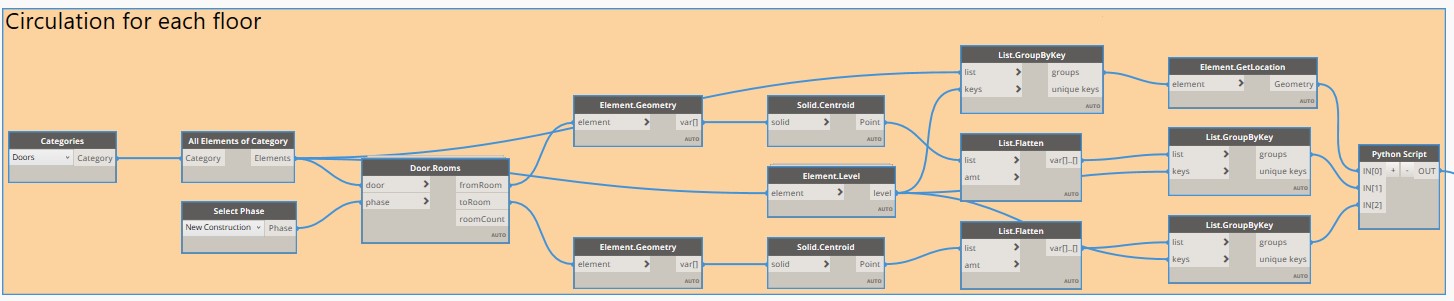 Circulation for each floor
Categories
Doors
Category
All Elements of Category
Category
Elements
Select Phase
New Construction
Phase
Door.Rooms
door
fromRoom
phase
toRoom
roomCount
AUTO
Element.Geometry
element
var[]
AUTO
Element.Geometry
element
var[]
AUTO
Solid.Centroid
solid
Point
AUTO
Element.Level
element
level
AUTO
Solid.Centroid
solid
Point
AUTO
List.GroupByKey
list
groups
keys
unique keys
AUTO
List.Flatten
list
var[]..[]
amt
AUTO
List.Flatten
list
var[]..[]
amt
AUTO
Element.GetLocation
element
Geometry
AUTO
List.GroupByKey
list
groups
keys
unique keys
AUTO
List.GroupByKey
list
groups
keys
unique keys
AUTO
Python Script
IN[0] + - OUT
IN[1]
IN[2]
AUTO